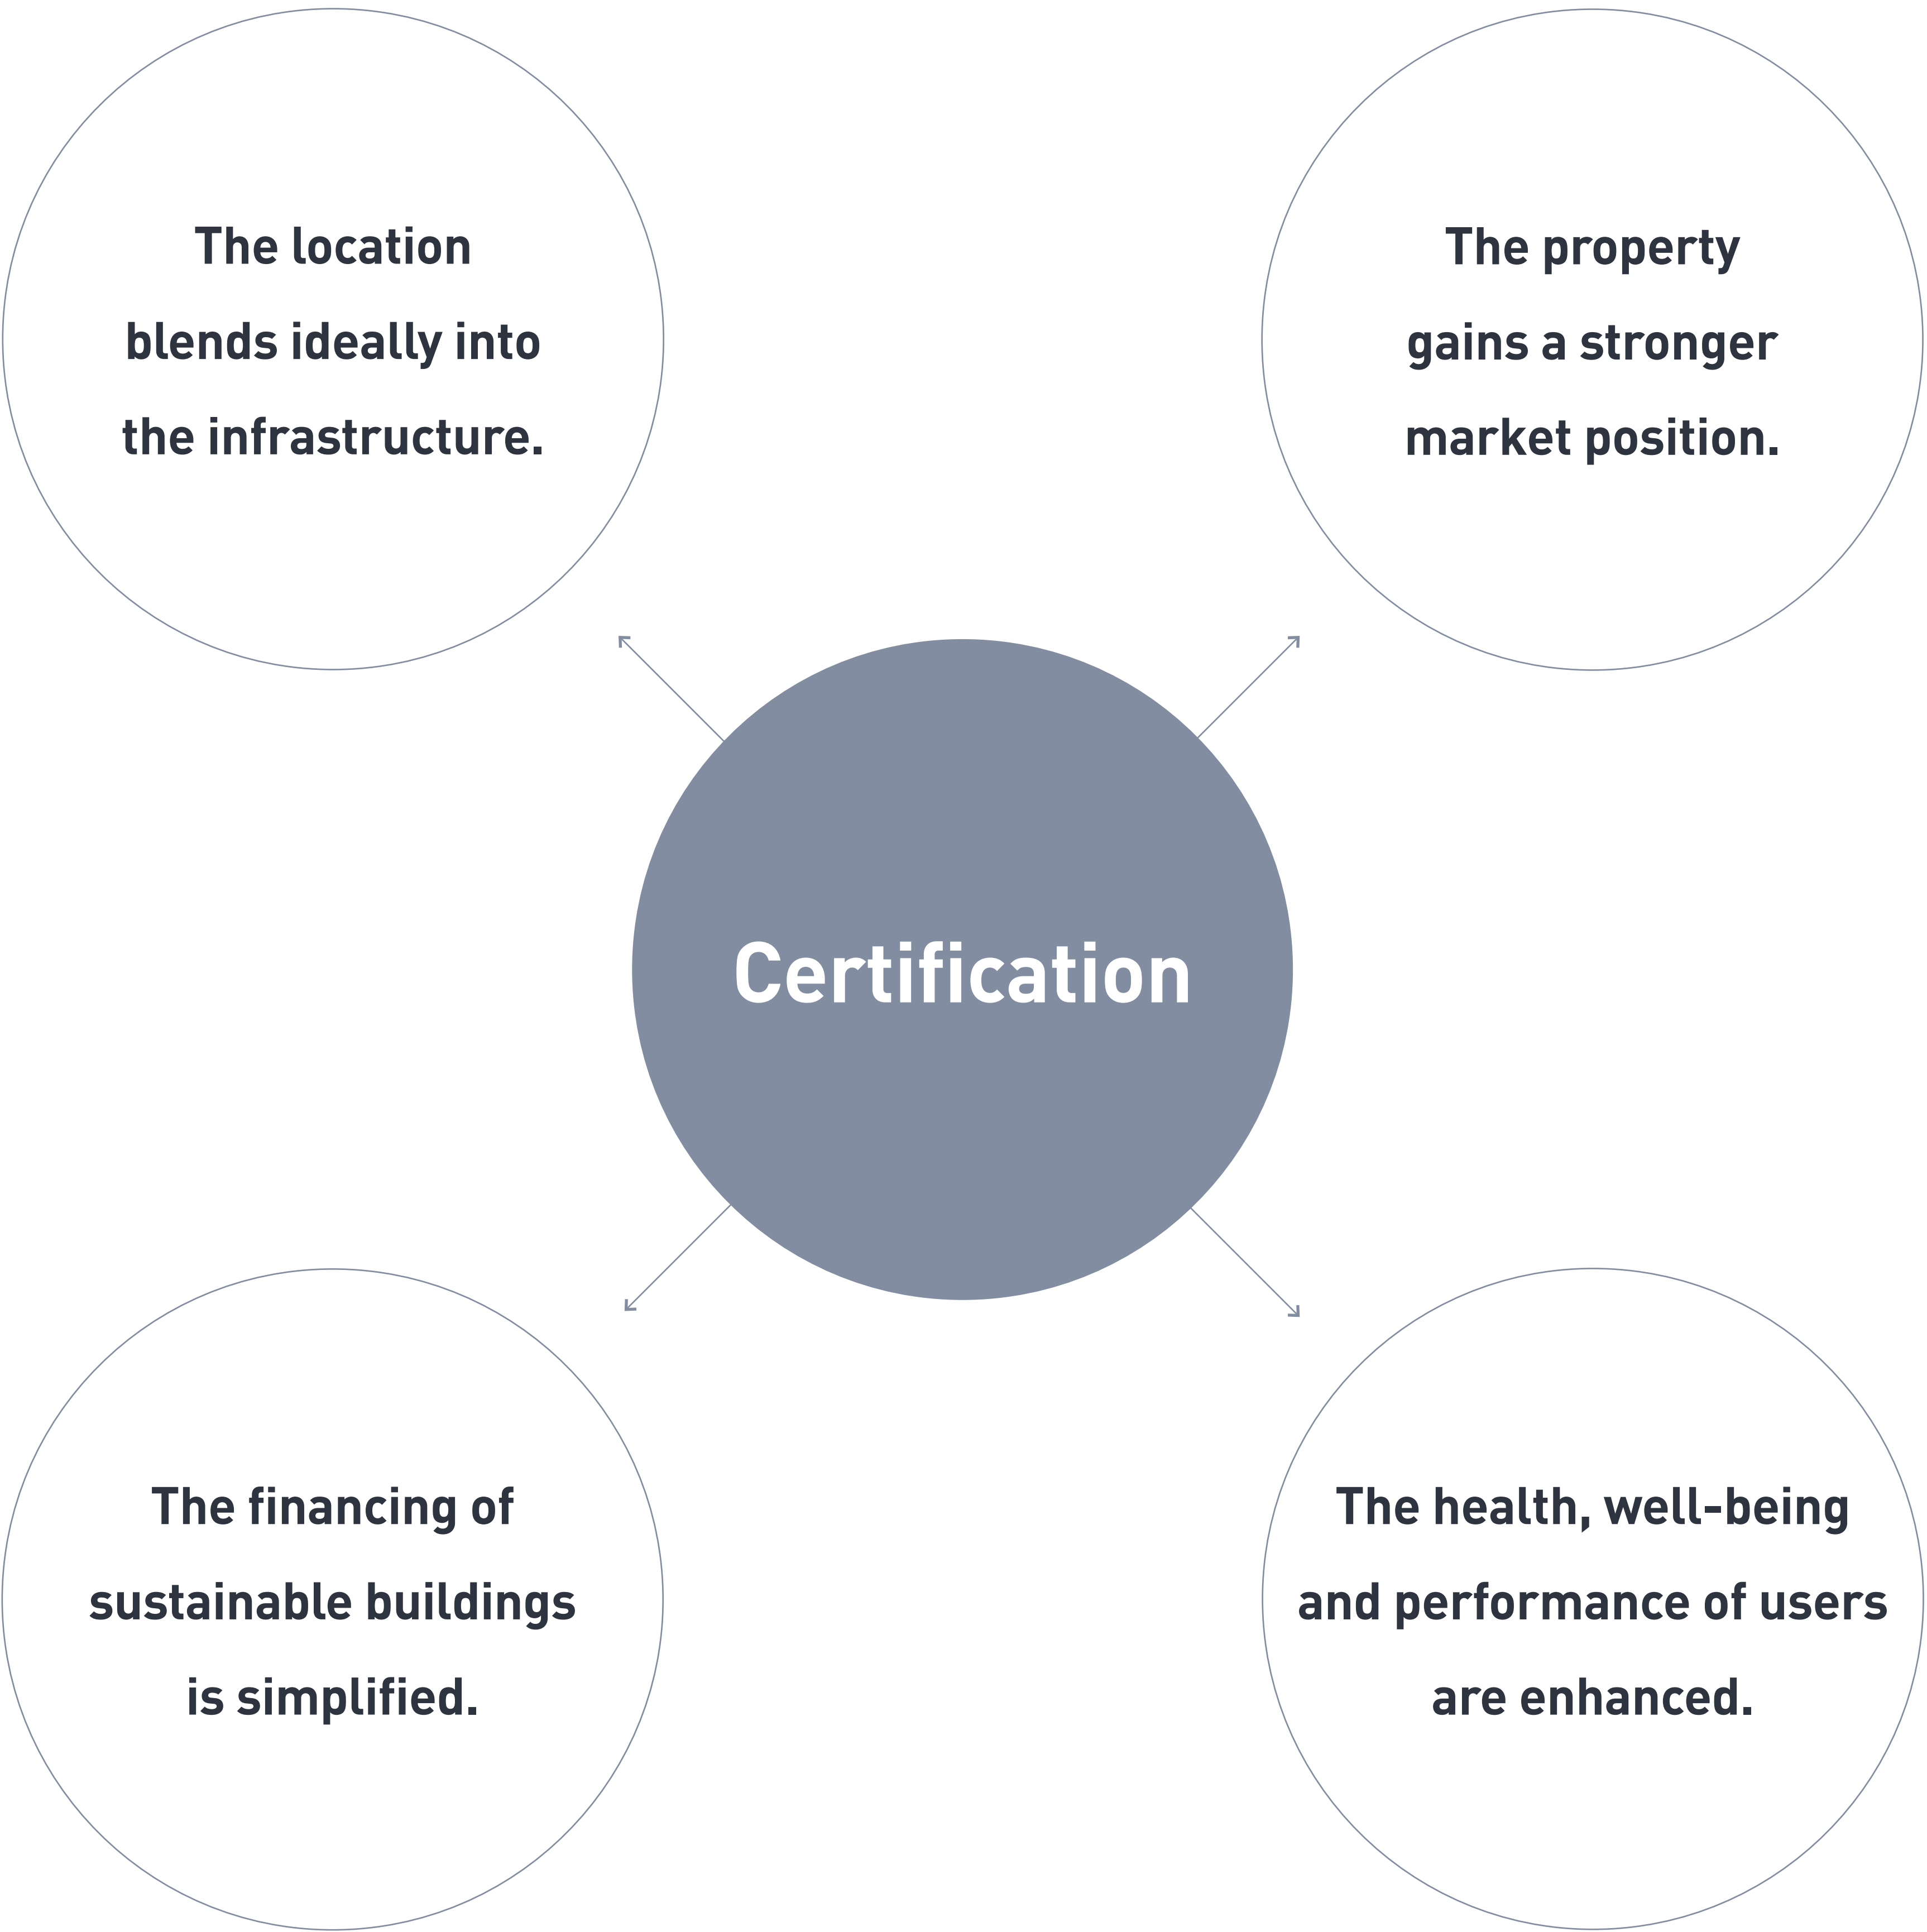 The location
blends ideally into
the infrastructure.
The property
gains a stronger
market position.
Certification
The financing of
sustainable buildings
is simplified.
The health, well-being
and performance of users
are enhanced.